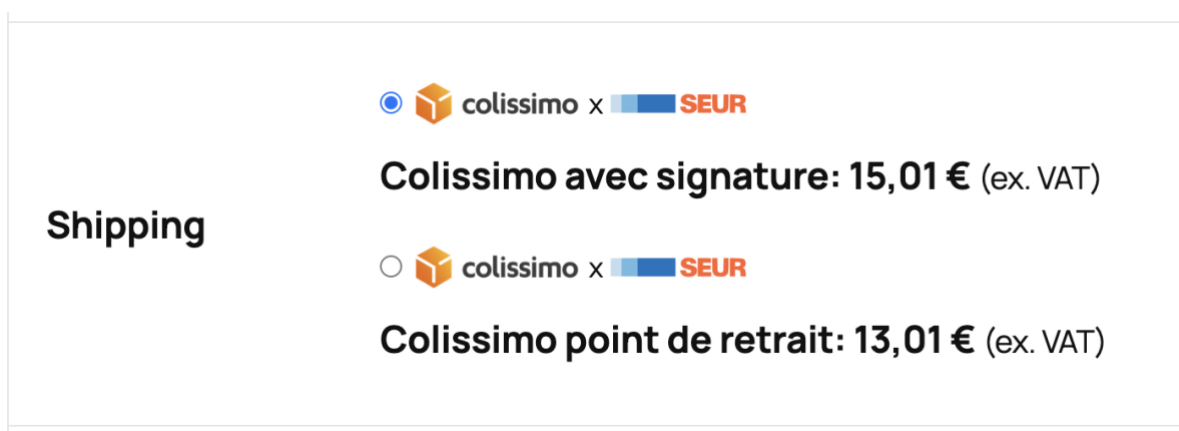 colissimo x SEUR
Colissimo avec signature: 15,01 € (ex. VAT)
Shipping
colissimo x SEUR
Colissimo point de retrait: 13,01 € (ex. VAT)